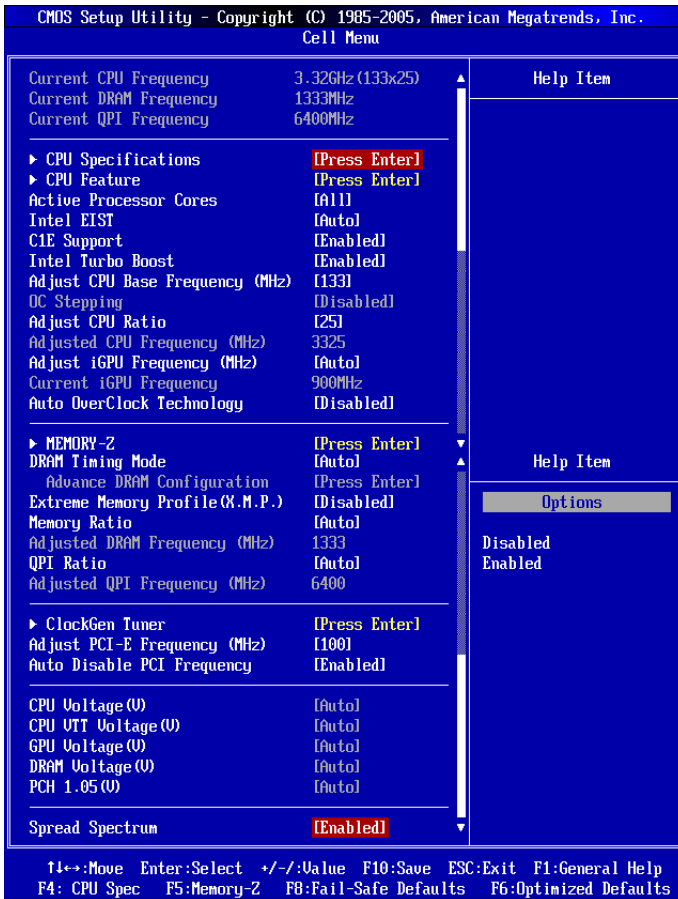 CMOS Setup Utility - Copyright (C) 1985-2005, American Megatrends, Inc.
Cell Menu
Current CPU Frequency 3.32GHz(133x25)
Current DRAM Frequency 1333MHz
Current QPI Frequency 6400MHz
Help Item
▶ CPU Specifications [Press Enter]
▶ CPU Feature [Press Enter]
Active Processor Cores [All]
Intel EIST [Auto]
C1E Support [Enabled]
Intel Turbo Boost [Enabled]
Adjust CPU Base Frequency (MHz) [133]
OC Stepping [Disabled]
Adjust CPU Ratio [25]
Adjusted CPU Frequency (MHz) 3325
Adjust iGPU Frequency (MHz) [Auto]
Current iGPU Frequency 900MHz
Auto OverClock Technology [Disabled]
▶ MEMORY-Z [Press Enter]
DRAM Timing Mode [Auto]
Advance DRAM Configuration [Press Enter]
Extreme Memory Profile(X.M.P.) [Disabled]
Memory Ratio [Auto]
Adjusted DRAM Frequency (MHz) 1333
QPI Ratio [Auto]
Adjusted QPI Frequency (MHz) 6400
Help Item
Options
Disabled
Enabled
▶ ClockGen Tuner [Press Enter]
Adjust PCI-E Frequency (MHz) [100]
Auto Disable PCI Frequency [Enabled]
CPU Voltage(V) [Auto]
CPU VTT Voltage(V) [Auto]
GPU Voltage(V) [Auto]
DRAM Voltage(V) [Auto]
PCH 1.05(V) [Auto]
Spread Spectrum [Enabled]
↑↓←→:Move Enter:Select +/-/:Value F10:Save ESC:Exit F1:General Help
F4: CPU Spec F5:Memory-Z F8:Fail-Safe Defaults F6:Optimized Defaults